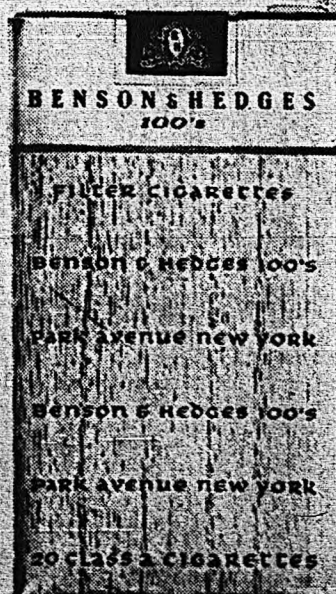 BENSON & HEDGES
100's
FILTER CIGARETTES
BENSON & HEDGES 100's
PARK AVENUE NEW YORK
BENSON & HEDGES 100's
PARK AVENUE NEW YORK
20 CLASS A CIGARETTES